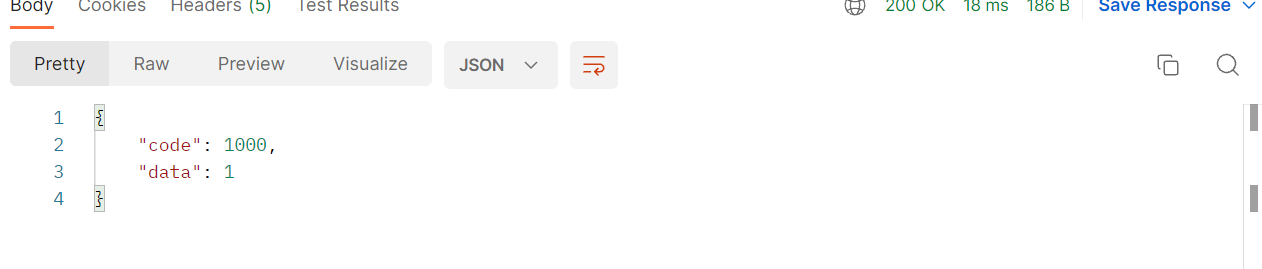 Body Cookies Headers (5) Test Results 200 OK 18 ms 186 B Save Response
Pretty Raw Preview Visualize JSON
1 {
2 "code": 1000,
3 "data": 1
4 }